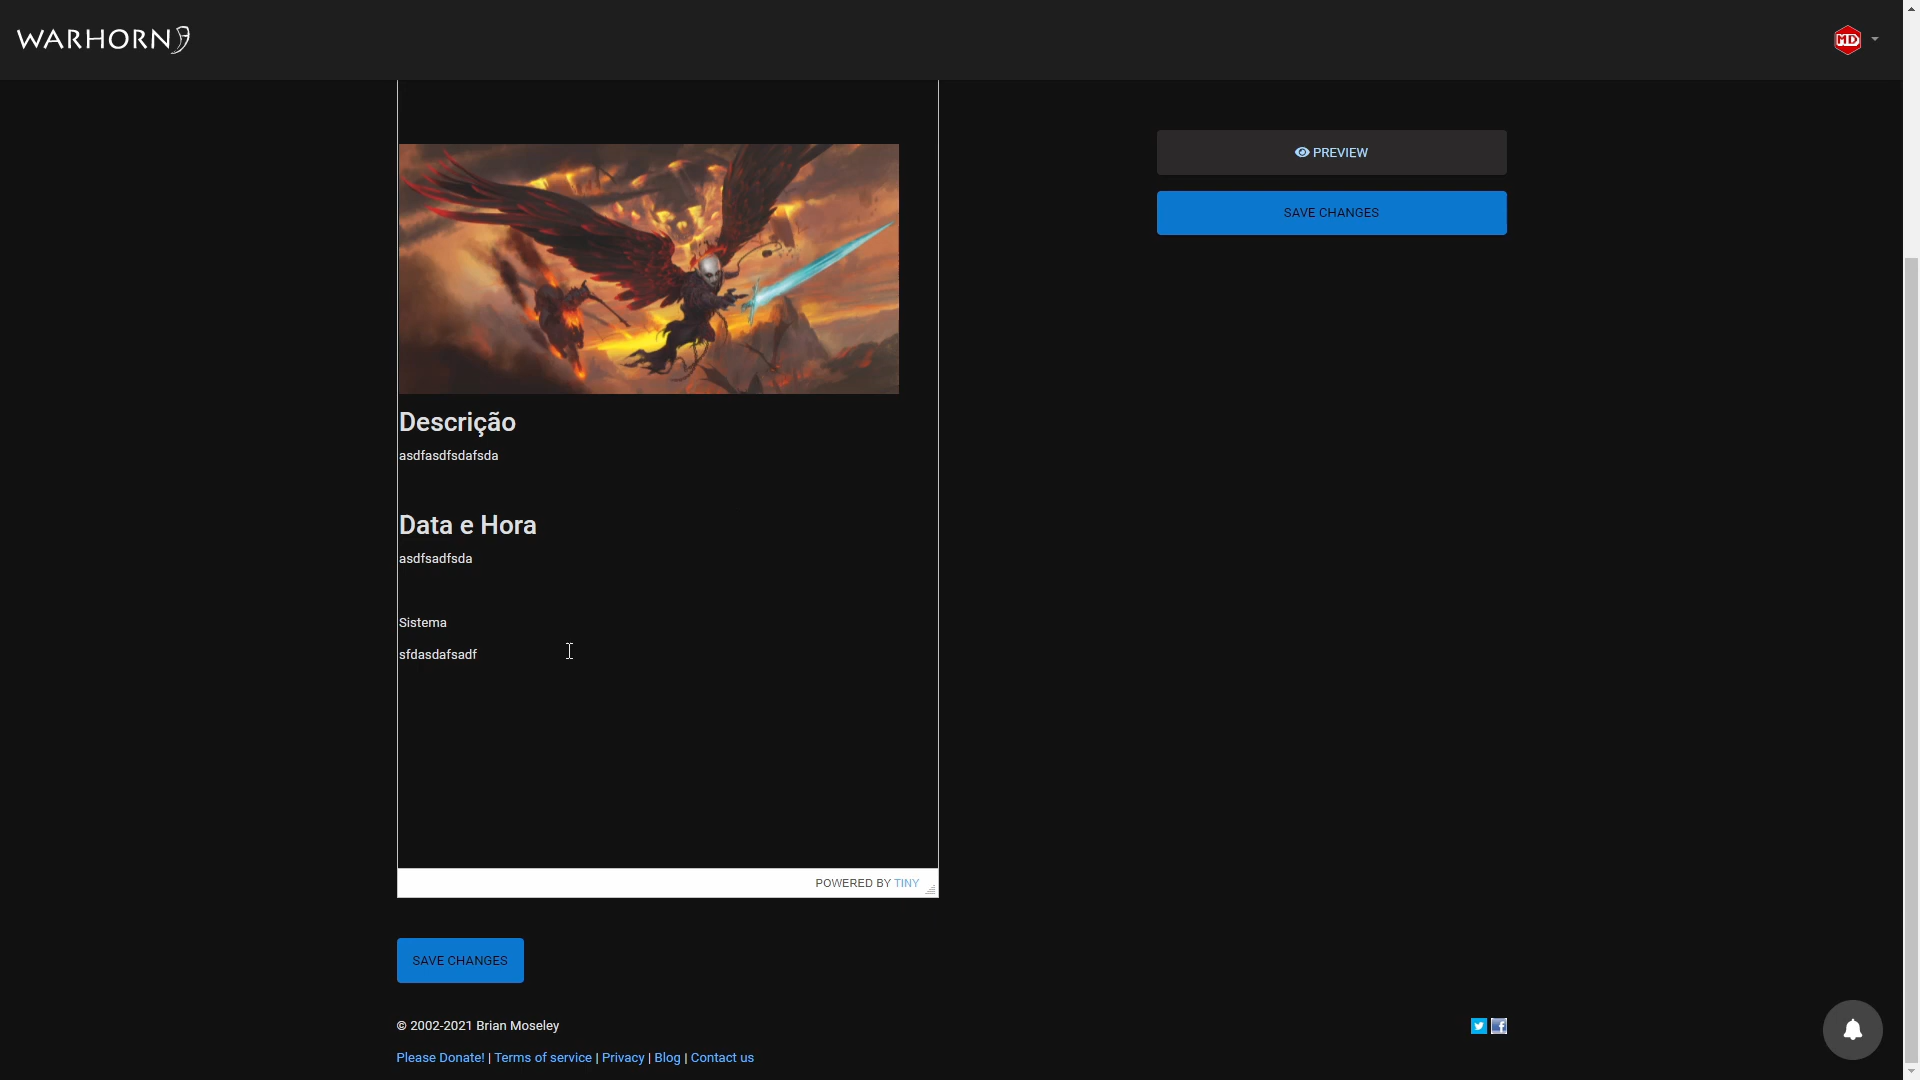 WARHORN
MD
PREVIEW
SAVE CHANGES
Descrição
asdfasdfsdafsda
Data e Hora
asdfsadfsda
Sistema
sfdasdafsadf
POWERED BY TINY
SAVE CHANGES
© 2002-2021 Brian Moseley
Please Donate! | Terms of service | Privacy | Blog | Contact us